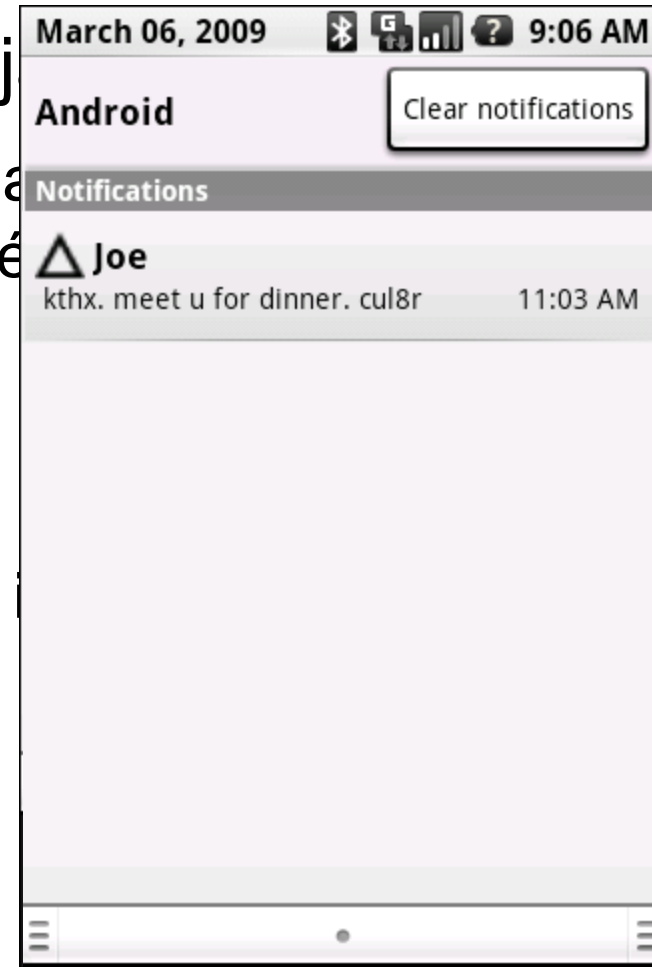 March 06, 2009 G ? 9:06 AM
Android Clear notifications
Notifications
Joe
kthx. meet u for dinner. cul8r 11:03 AM